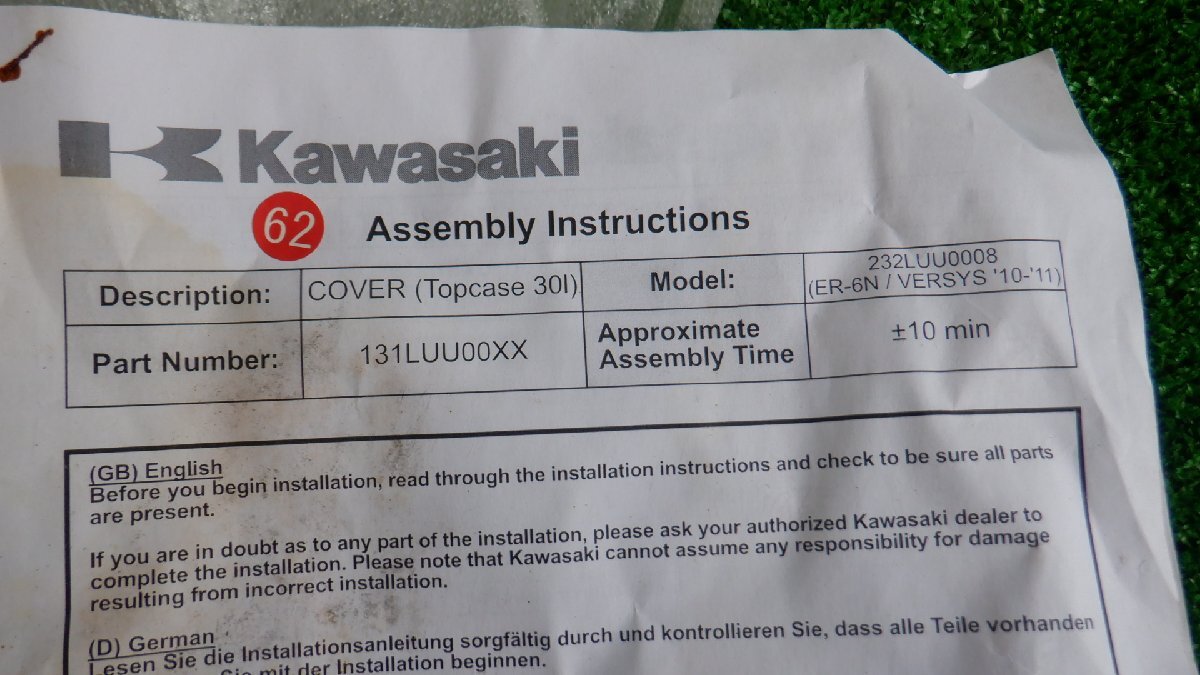 Kawasaki
62
Assembly Instructions
Description: COVER (Topcase 30l) Model: 232LUU0008
(ER-6N / VERSYS '10-'11)
Part Number: 131LUU00XX Approximate
Assembly Time ±10 min
(GB) English
Before you begin installation, read through the installation instructions and check to be sure all parts
are present.
If you are in doubt as to any part of the installation, please ask your authorized Kawasaki dealer to
complete the installation. Please note that Kawasaki cannot assume any responsibility for damage
resulting from incorrect installation.
(D) German
Lesen Sie die Installationsanleitung sorgfältig durch und kontrollieren Sie, dass alle Teile vorhanden
Sie mit der Installation beginnen.